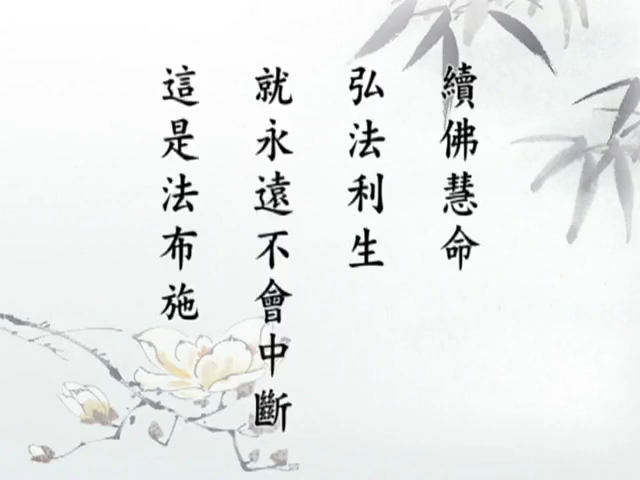 續佛慧命
弘法利生
就永遠不會中斷
這是法布施